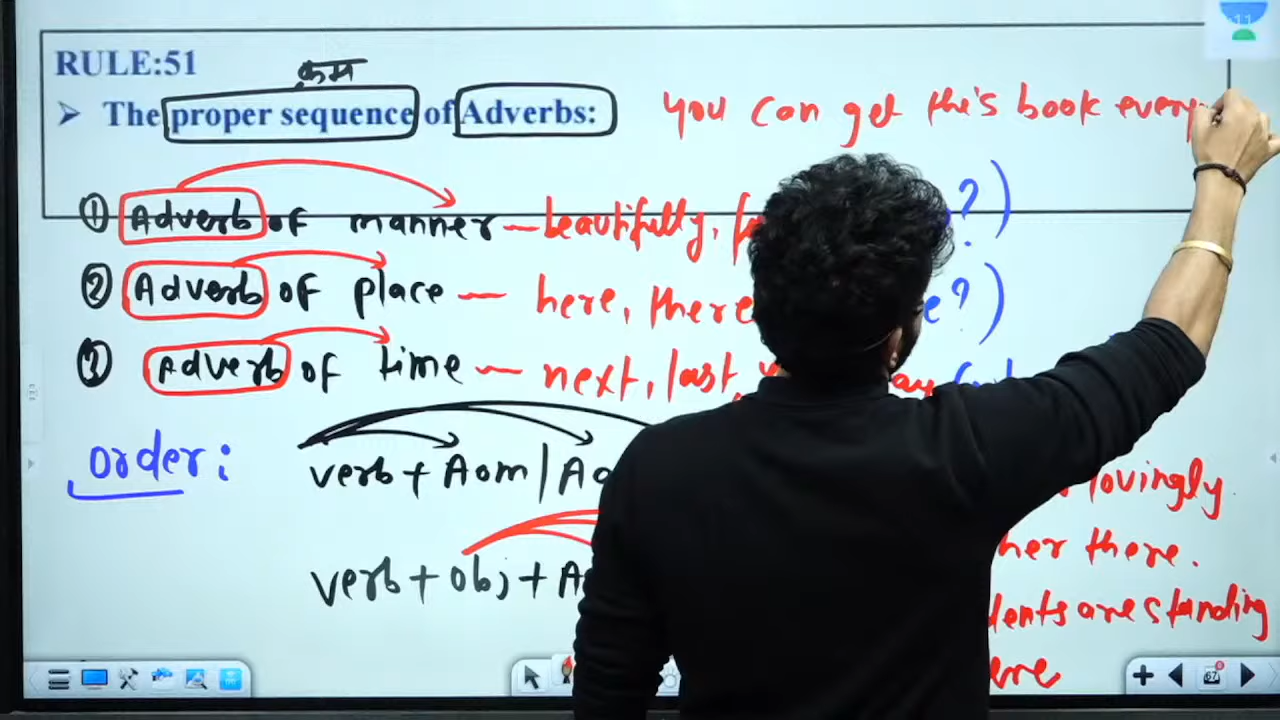 RULE:51
क्रम
➢ The proper sequence of Adverbs:
You can get this book every
① Adverb of manner — beautifully, ?)
② Adverb of place — here, there ?)
③ Adverb of time — next, last,
order:
verb + Aom |
lovingly
verb + obj +
her there.
are standing